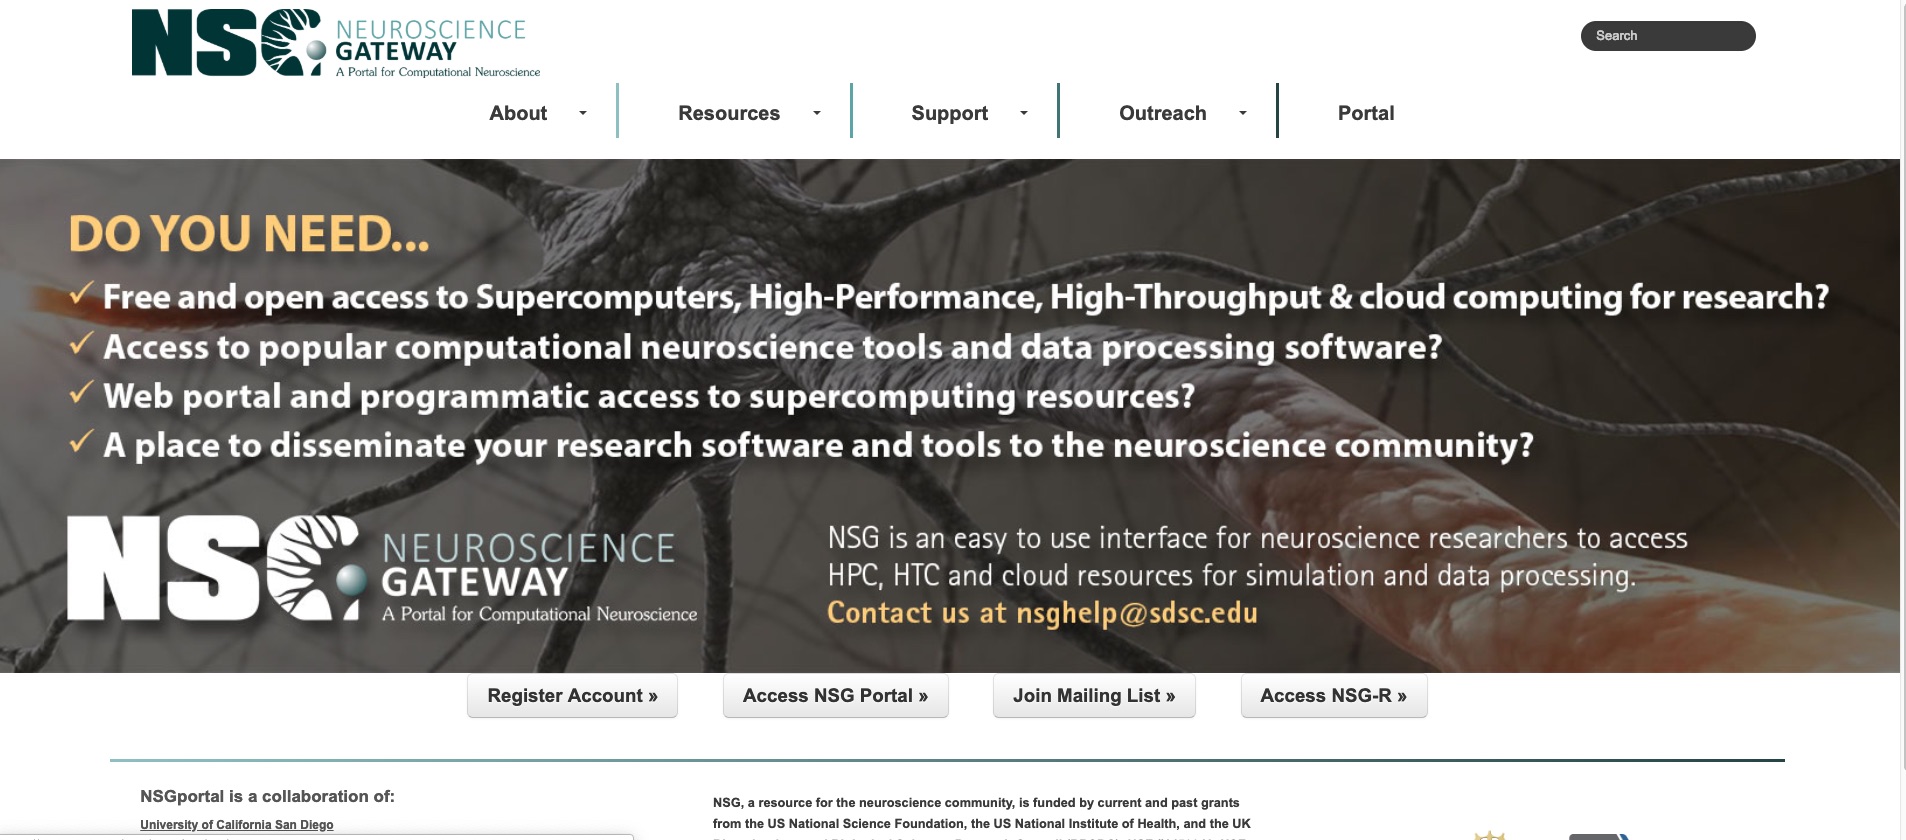 NSG NEUROSCIENCE
GATEWAY
A Portal for Computational Neuroscience
Search
About Resources Support Outreach Portal
DO YOU NEED...
✓ Free and open access to Supercomputers, High-Performance, High-Throughput & cloud computing for research?
✓ Access to popular computational neuroscience tools and data processing software?
✓ Web portal and programmatic access to supercomputing resources?
✓ A place to disseminate your research software and tools to the neuroscience community?
NSG NEUROSCIENCE
GATEWAY
A Portal for Computational Neuroscience
NSG is an easy to use interface for neuroscience researchers to access
HPC, HTC and cloud resources for simulation and data processing.
Contact us at nsghelp@sdsc.edu
Register Account » Access NSG Portal » Join Mailing List » Access NSG-R »
NSGportal is a collaboration of:
University of California San Diego
NSG, a resource for the neuroscience community, is funded by current and past grants
from the US National Science Foundation, the US National Institute of Health, and the UK